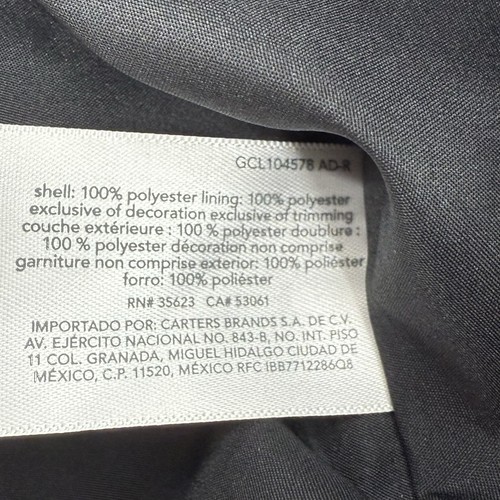 GCL104578 AD-R
shell: 100% polyester lining: 100% polyester
exclusive of decoration exclusive of trimming
couche extérieure : 100 % polyester doublure :
100 % polyester décoration non comprise
garniture non comprise exterior: 100% poliéster
forro: 100% poliéster
RN# 35623 CA# 53061
IMPORTADO POR: CARTERS BRANDS S.A. DE C.V.
AV. EJÉRCITO NACIONAL NO. 843-B, NO. INT. PISO
11 COL. GRANADA, MIGUEL HIDALGO CIUDAD DE
MÉXICO, C.P. 11520, MÉXICO RFC IBB7712286Q8